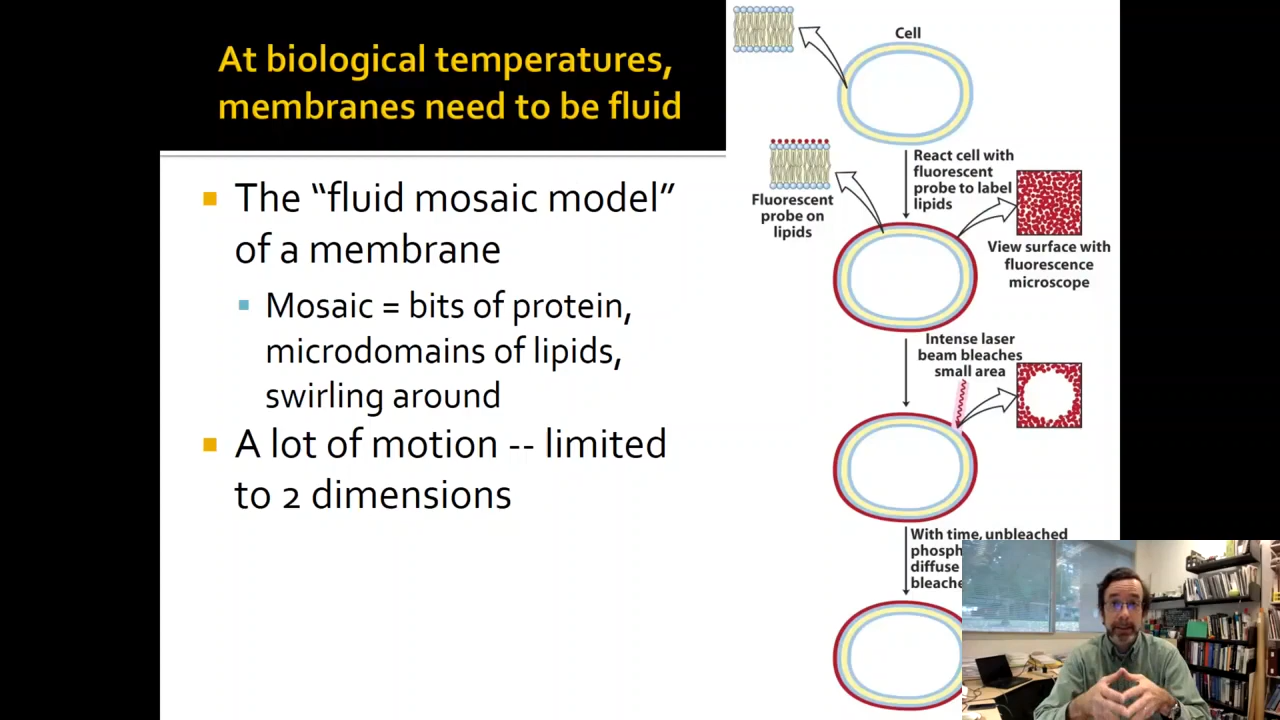 At biological temperatures,
membranes need to be fluid
The “fluid mosaic model”
of a membrane
Mosaic = bits of protein,
microdomains of lipids,
swirling around
A lot of motion -- limited
to 2 dimensions
Cell
React cell with
fluorescent
probe to label
lipids
Fluorescent
probe on
lipids
View surface with
fluorescence
microscope
Intense laser
beam bleaches
small area
With time, unbleached
phosph
diffuse
bleache